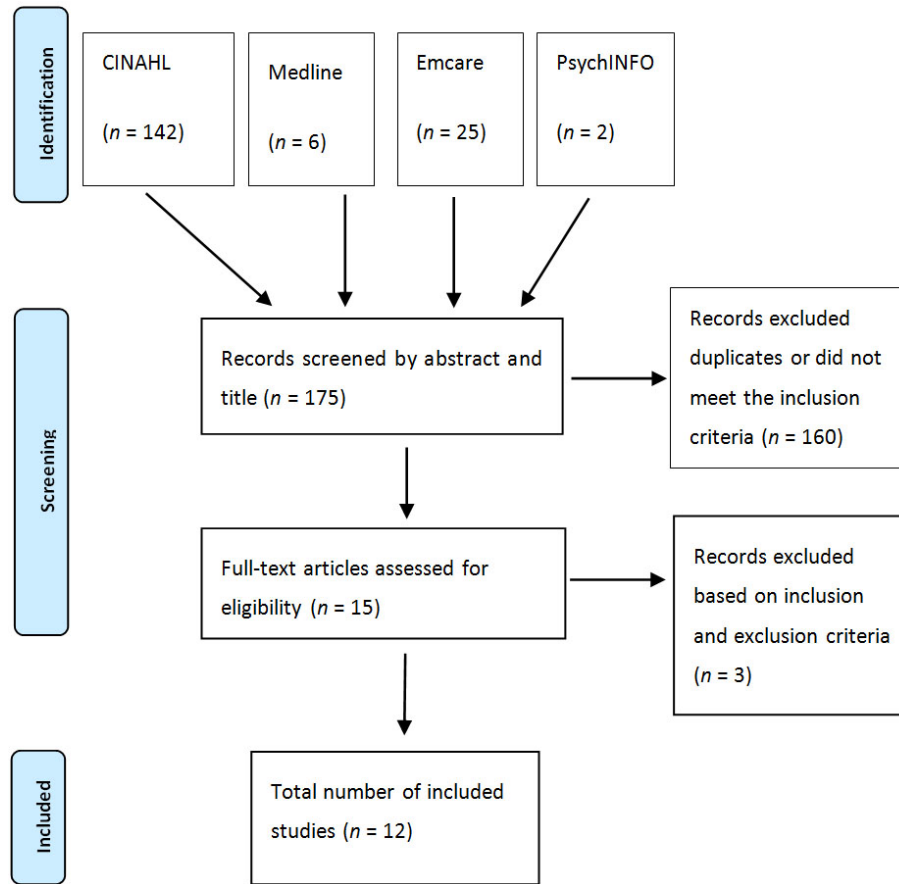 Identification
CINAHL
(n = 142)
Medline
(n = 6)
Emcare
(n = 25)
PsychINFO
(n = 2)
Screening
Records screened by abstract and
title (n = 175)
Records excluded
duplicates or did not
meet the inclusion
criteria (n = 160)
Full-text articles assessed for
eligibility (n = 15)
Records excluded
based on inclusion
and exclusion criteria
(n = 3)
Included
Total number of included
studies (n = 12)